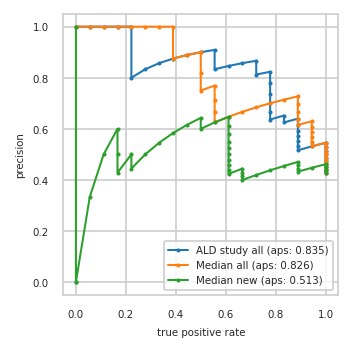 1.0
0.8
0.6
0.4
0.2
0.0
precision
0.0 0.2 0.4 0.6 0.8 1.0
true positive rate
ALD study all (aps: 0.835)
Median all (aps: 0.826)
Median new (aps: 0.513)